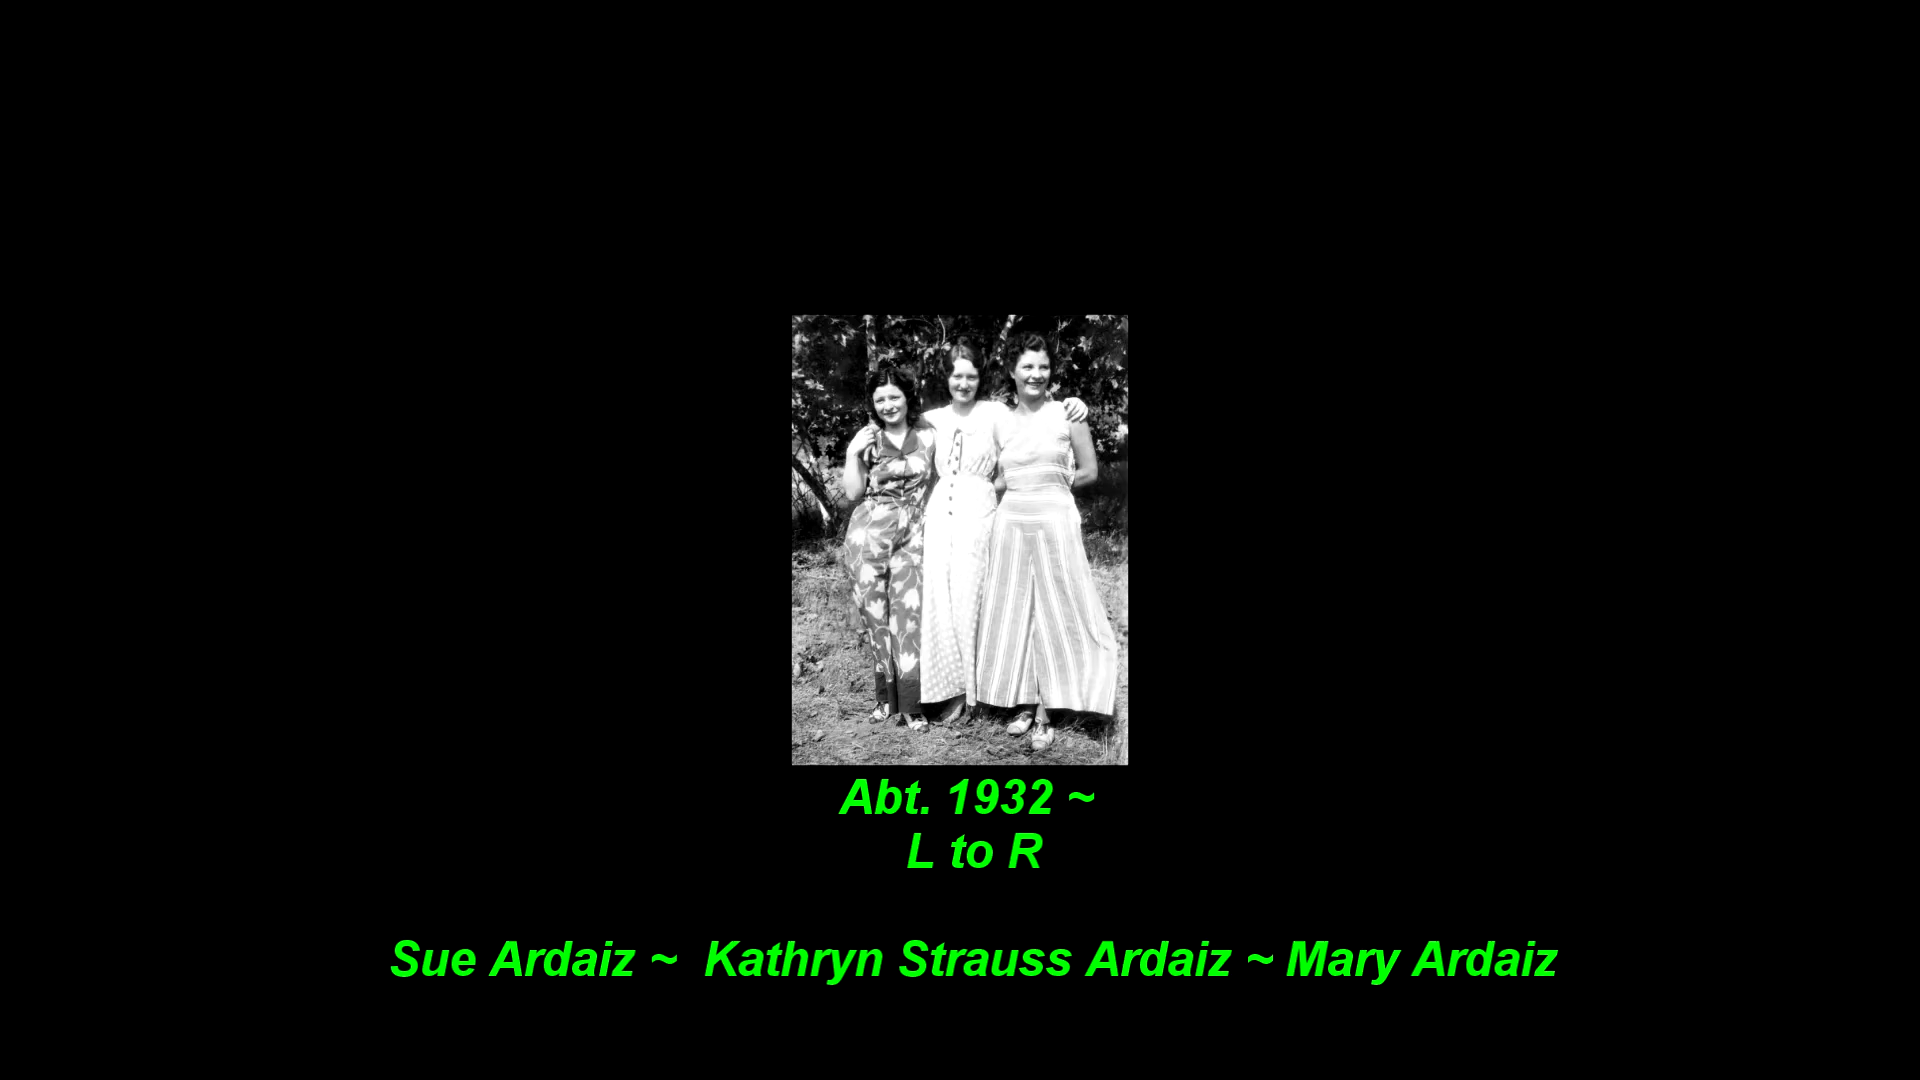 Abt. 1932 ~
L to R
Sue Ardaiz ~  Kathryn Strauss Ardaiz ~ Mary Ardaiz